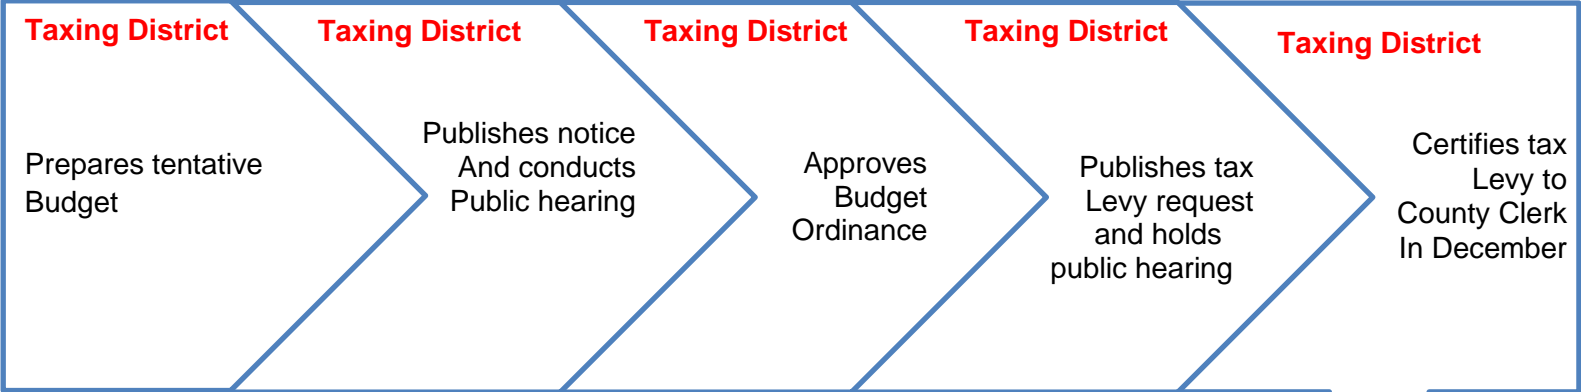 Taxing District
Prepares tentative
Budget
Taxing District
Publishes notice
And conducts
Public hearing
Taxing District
Approves
Budget
Ordinance
Taxing District
Publishes tax
Levy request
and holds
public hearing
Taxing District
Certifies tax
Levy to
County Clerk
In December